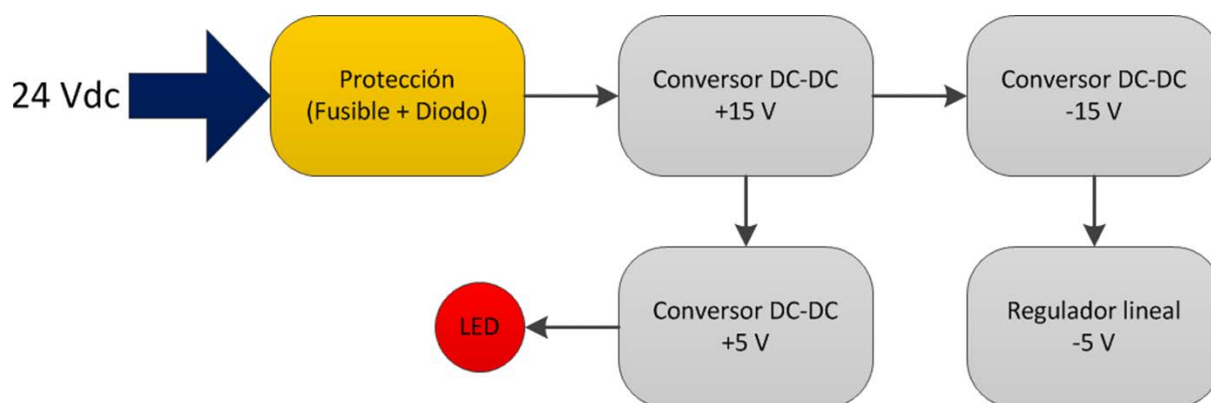 24 Vdc
Protección
(Fusible + Diodo)
Conversor DC-DC
+15 V
Conversor DC-DC
-15 V
LED
Conversor DC-DC
+5 V
Regulador lineal
-5 V